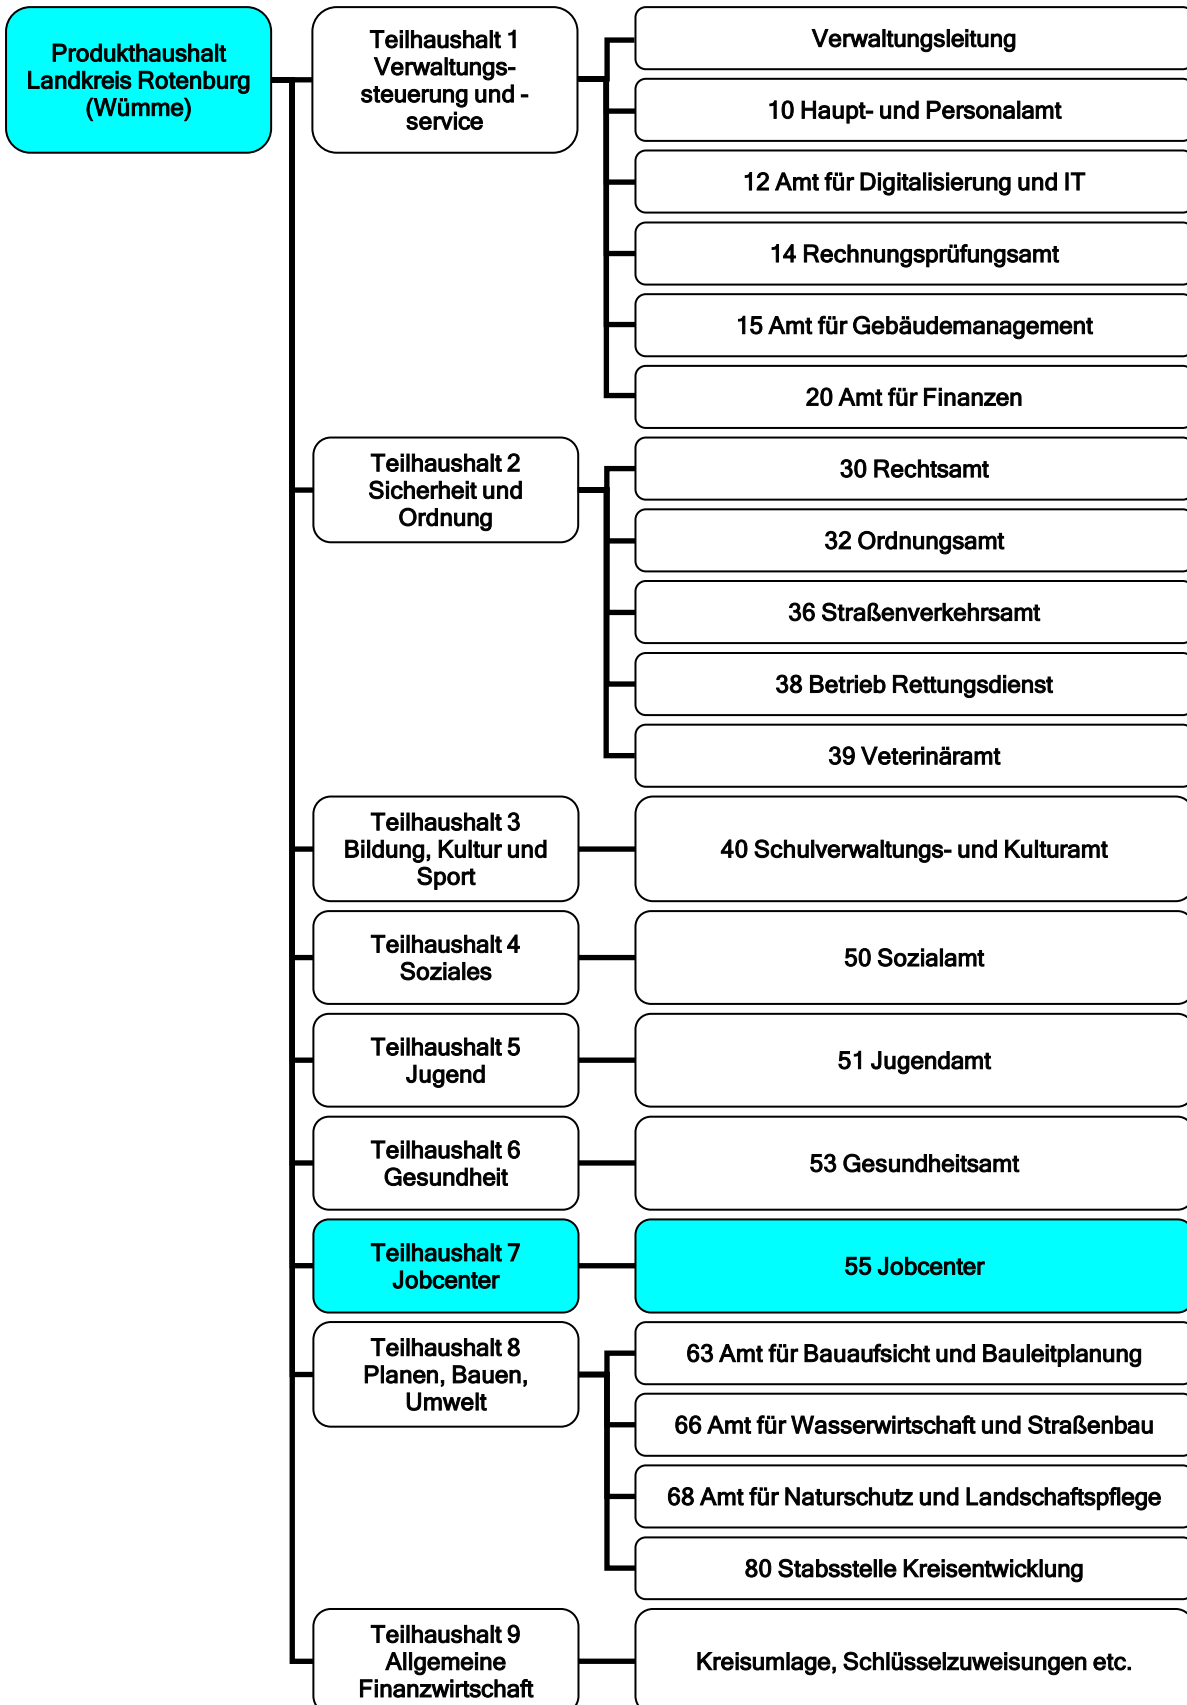 Produkthaushalt
Landkreis Rotenburg
(Wümme)
Teilhaushalt 1
Verwaltungs-
steuerung und -
service
Verwaltungsleitung
10 Haupt- und Personalamt
12 Amt für Digitalisierung und IT
14 Rechnungsprüfungsamt
15 Amt für Gebäudemanagement
20 Amt für Finanzen
Teilhaushalt 2
Sicherheit und
Ordnung
30 Rechtsamt
32 Ordnungsamt
36 Straßenverkehrsamt
38 Betrieb Rettungsdienst
39 Veterinäramt
Teilhaushalt 3
Bildung, Kultur und
Sport
40 Schulverwaltungs- und Kulturamt
Teilhaushalt 4
Soziales
50 Sozialamt
Teilhaushalt 5
Jugend
51 Jugendamt
Teilhaushalt 6
Gesundheit
53 Gesundheitsamt
Teilhaushalt 7
Jobcenter
55 Jobcenter
Teilhaushalt 8
Planen, Bauen,
Umwelt
63 Amt für Bauaufsicht und Bauleitplanung
66 Amt für Wasserwirtschaft und Straßenbau
68 Amt für Naturschutz und Landschaftspflege
80 Stabsstelle Kreisentwicklung
Teilhaushalt 9
Allgemeine
Finanzwirtschaft
Kreisumlage, Schlüsselzuweisungen etc.